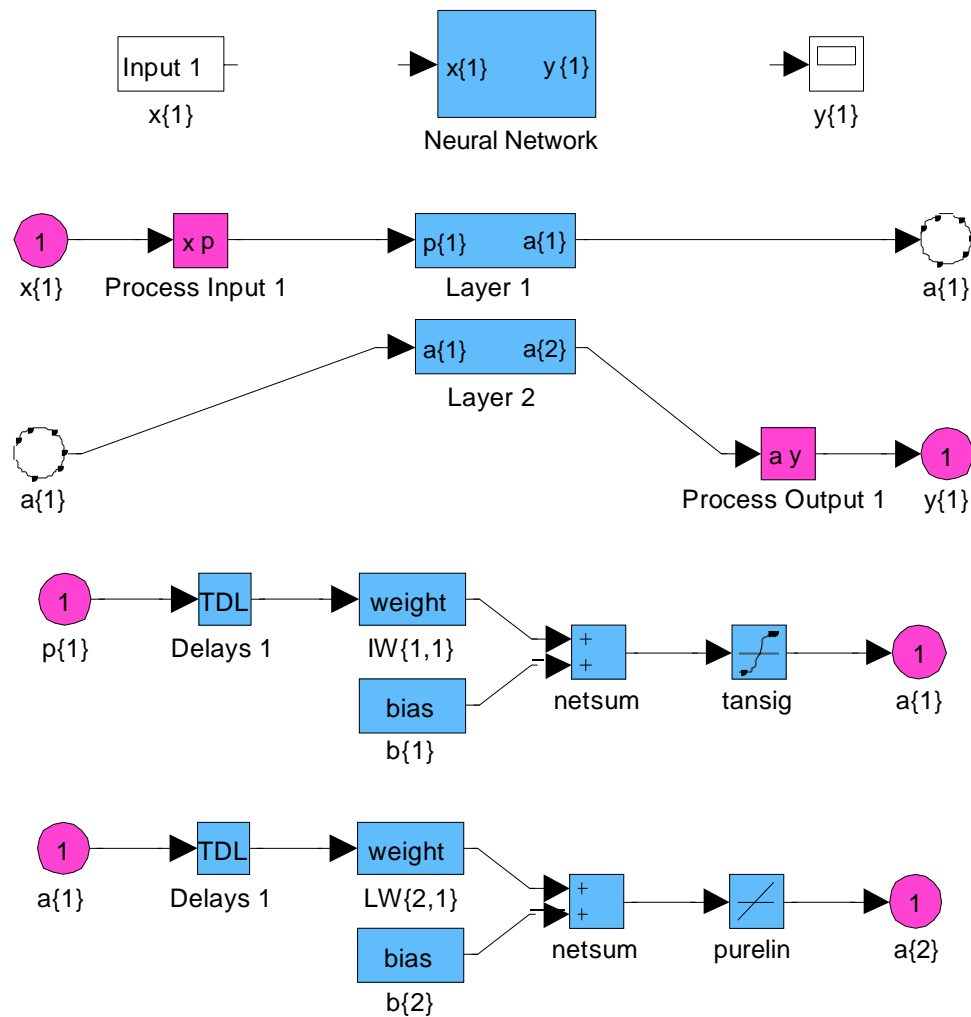 Input 1
x{1} y{1}
x{1}
Neural Network
y{1}
1
x p
p{1} a{1}
x{1}
Process Input 1
Layer 1
a{1}
a{1} a{2}
Layer 2
a y
1
a{1}
Process Output 1
y{1}
1
TDL
weight
p{1}
Delays 1
IW{1,1}
+
+
1
bias
netsum
tansig
a{1}
b{1}
1
TDL
weight
a{1}
Delays 1
LW{2,1}
+
+
1
bias
netsum
purelin
a{2}
b{2}